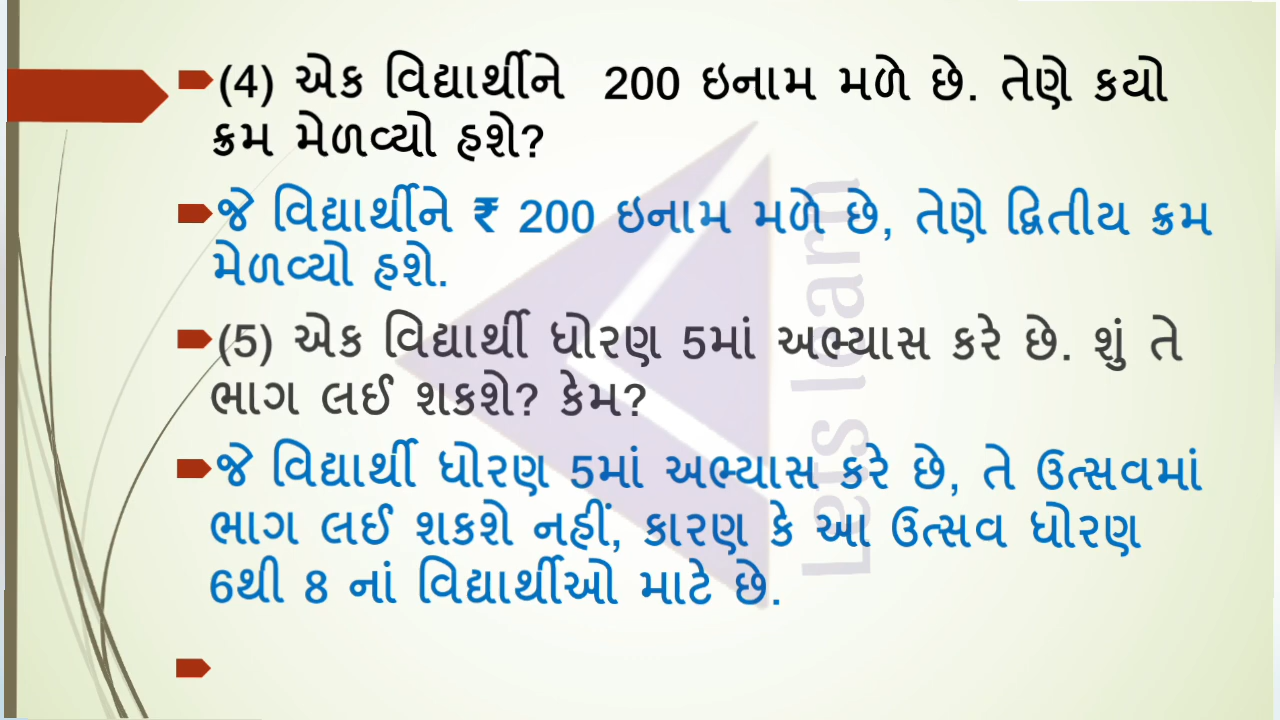 (4) એક વિદ્યાર્થીને 200 ઇનામ મળે છે. તેણે કયો
ક્રમ મેળવ્યો હશે?
જે વિદ્યાર્થીને ₹ 200 ઇનામ મળે છે, તેણે દ્વિતીય ક્રમ
મેળવ્યો હશે.
(5) એક વિદ્યાર્થી ધોરણ 5માં અભ્યાસ કરે છે. શું તે
ભાગ લઈ શકશે? કેમ?
જે વિદ્યાર્થી ધોરણ 5માં અભ્યાસ કરે છે, તે ઉત્સવમાં
ભાગ લઈ શકશે નહીં, કારણ કે આ ઉત્સવ ધોરણ
6થી 8 નાં વિદ્યાર્થીઓ માટે છે.
Lets learn